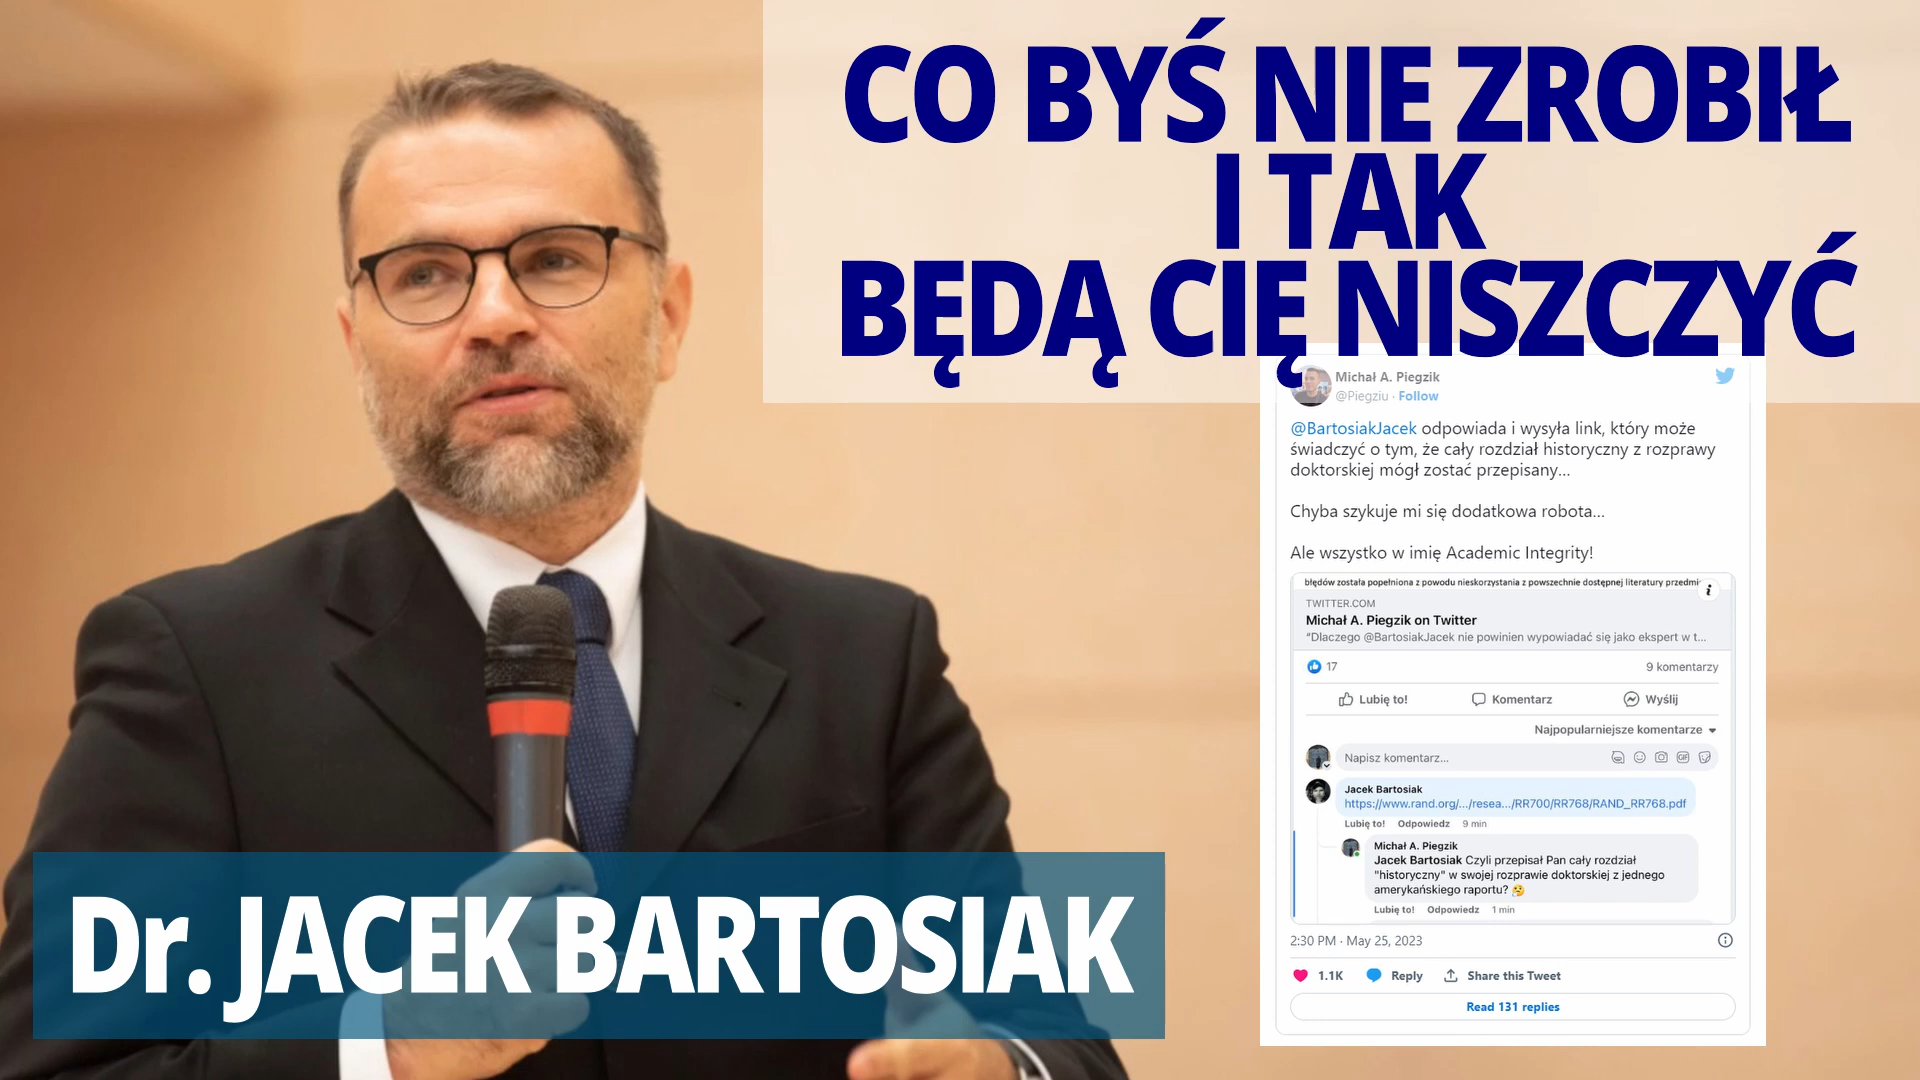 CO BYŚ NIE ZROBIŁ
I TAK
BĘDĄ CIĘ NISZCZYĆ
Michał A. Piegzik
@Piegziu · Follow
@BartosiakJacek odpowiada i wysyła link, który może
świadczyć o tym, że cały rozdział historyczny z rozprawy
doktorskiej mógł zostać przepisany...
Chyba szykuje mi się dodatkowa robota...
Ale wszystko w imię Academic Integrity!
błędów została popełniona z powodu nieskorzystania z powszechnie dostępnej literatury przedmi
TWITTER.COM
Michał A. Piegzik on Twitter
“Dlaczego @BartosiakJacek nie powinien wypowiadać się jako ekspert w t...
17
9 komentarzy
Lubię to!
Komentarz
Wyślij
Najpopularniejsze komentarze
Napisz komentarz...
GIF
Jacek Bartosiak
https://www.rand.org/.../resea.../RR700/RR768/RAND_RR768.pdf
Lubię to! Odpowiedz 9 min
Michał A. Piegzik
Jacek Bartosiak Czyli przepisał Pan cały rozdział
"historyczny" w swojej rozprawie doktorskiej z jednego
amerykańskiego raportu? 🤔
Lubię to! Odpowiedz 1 min
2:30 PM · May 25, 2023
1.1K Reply Share this Tweet
Read 131 replies
Dr. JACEK BARTOSIAK